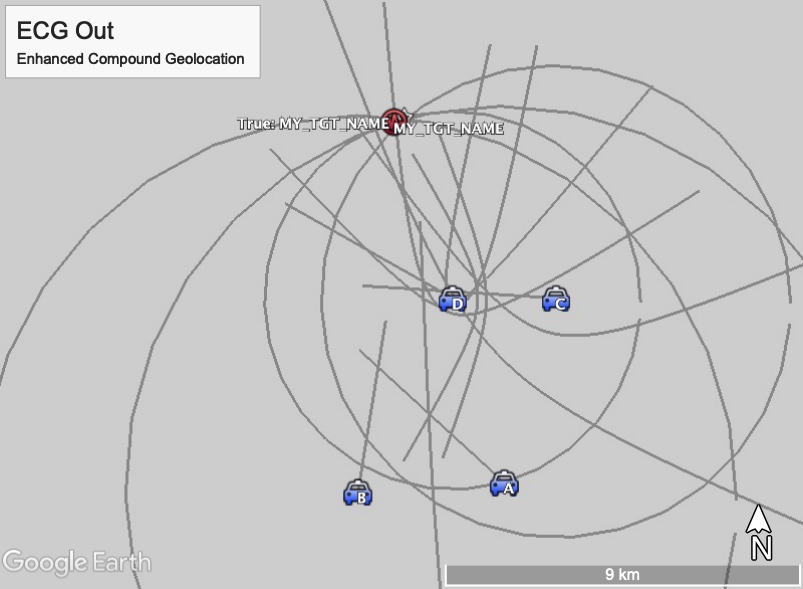 ECG Out
Enhanced Compound Geolocation
True: MY_TGT_NAME
MY_TGT_NAME
D
C
A
B
N
Google Earth
9 km